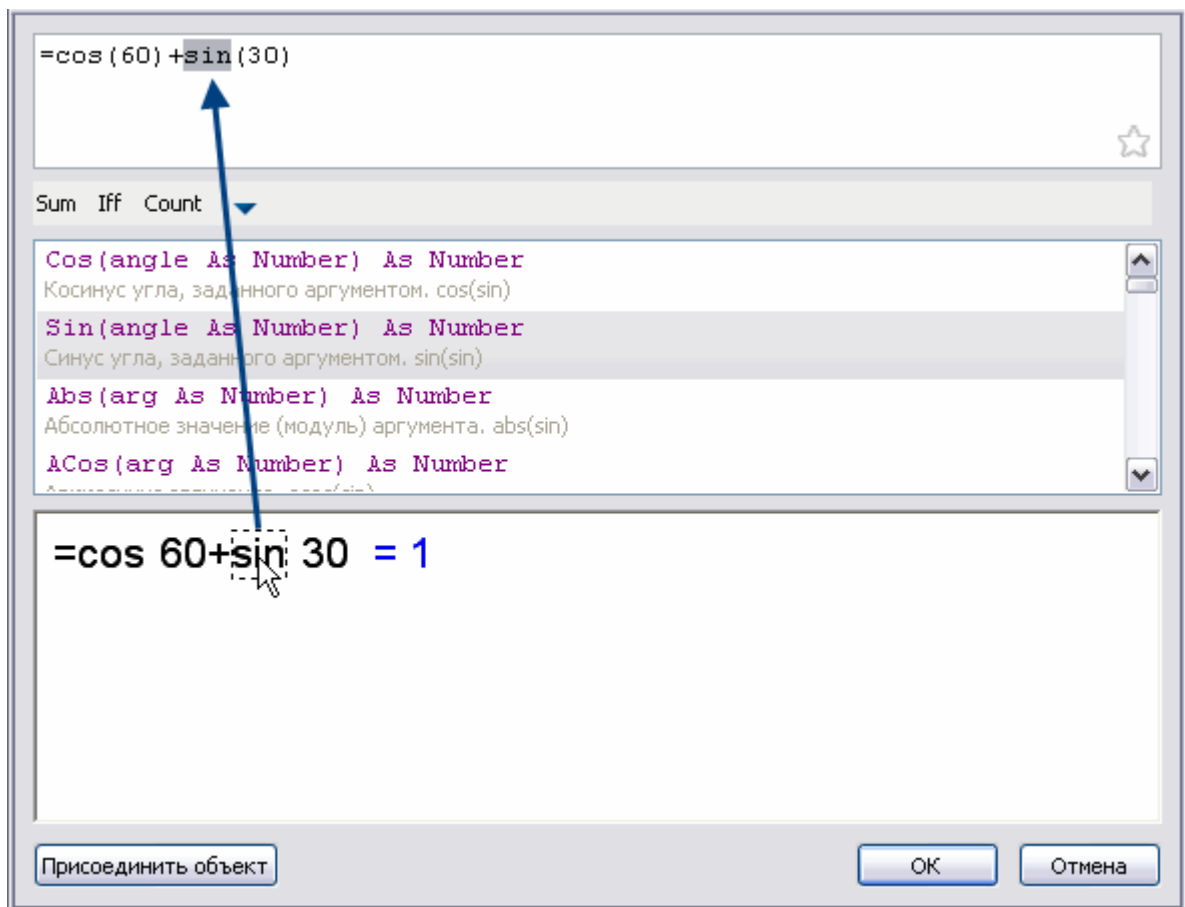 =cos(60)+sin(30)
Sum Iff Count
Cos(angle As Number) As Number
Косинус угла, заданного аргументом. cos(sin)
Sin(angle As Number) As Number
Синус угла, заданного аргументом. sin(sin)
Abs(arg As Number) As Number
Абсолютное значение (модуль) аргумента. abs(sin)
ACos(arg As Number) As Number
=cos 60+sin 30 = 1
Присоединить объект ОК Отмена